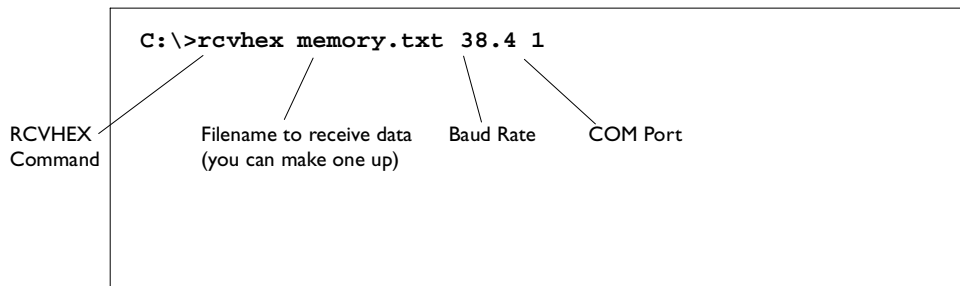 C:\>rcvhex memory.txt 38.4 1
RCVHEX
Command
Filename to receive data
(you can make one up)
Baud Rate
COM Port